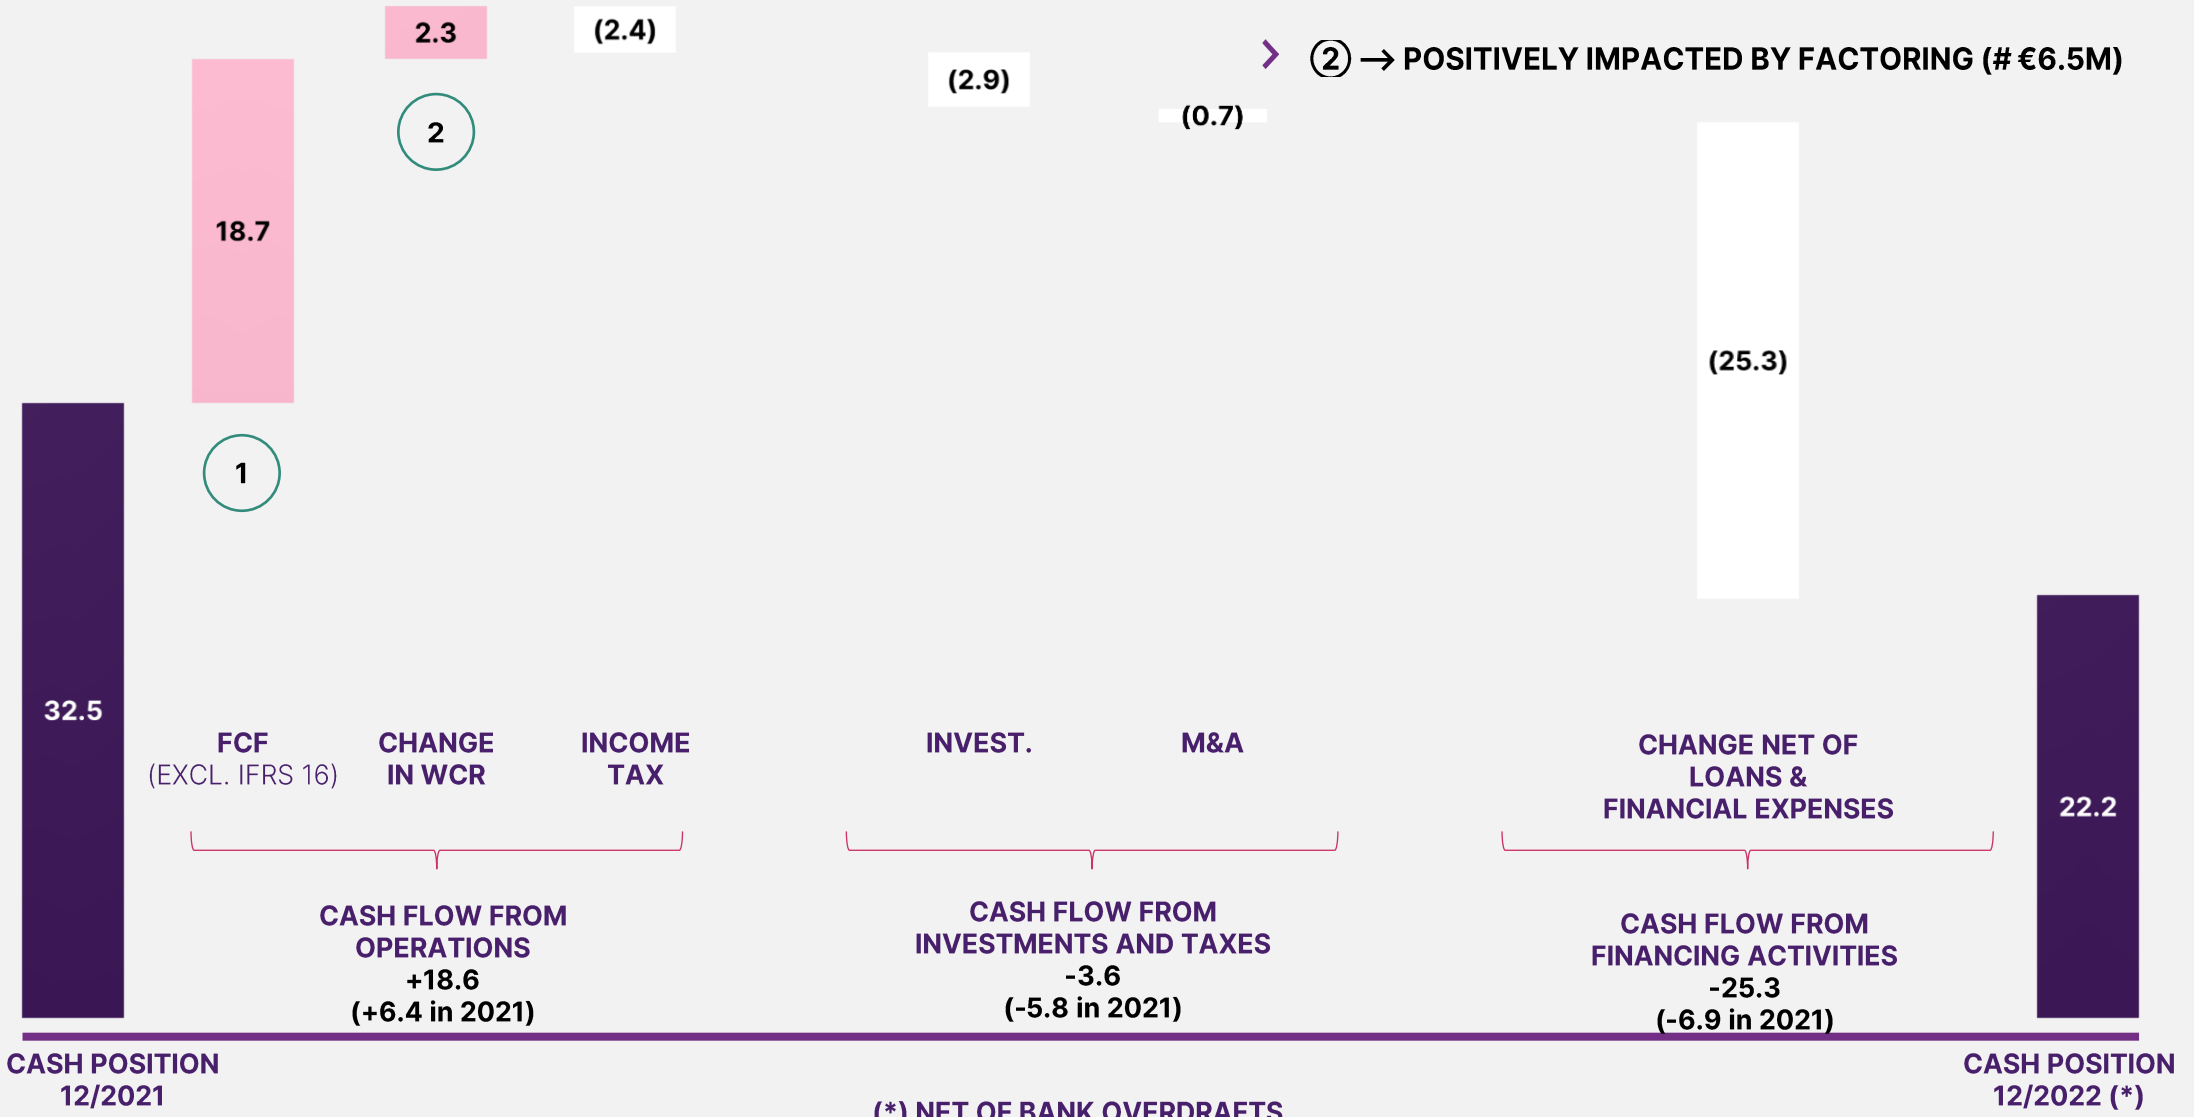 2.3
(2.4)
② → POSITIVELY IMPACTED BY FACTORING (# €6.5M)
(2.9)
(0.7)
2
18.7
(25.3)
1
32.5
FCF
(EXCL. IFRS 16)
CHANGE
IN WCR
INCOME
TAX
INVEST.
M&A
CHANGE NET OF
LOANS &
FINANCIAL EXPENSES
22.2
CASH FLOW FROM
OPERATIONS
+18.6
(+6.4 in 2021)
CASH FLOW FROM
INVESTMENTS AND TAXES
-3.6
(-5.8 in 2021)
CASH FLOW FROM
FINANCING ACTIVITIES
-25.3
(-6.9 in 2021)
CASH POSITION
12/2021
CASH POSITION
12/2022 (*)
(*) NET OF BANK OVERDRAFTS